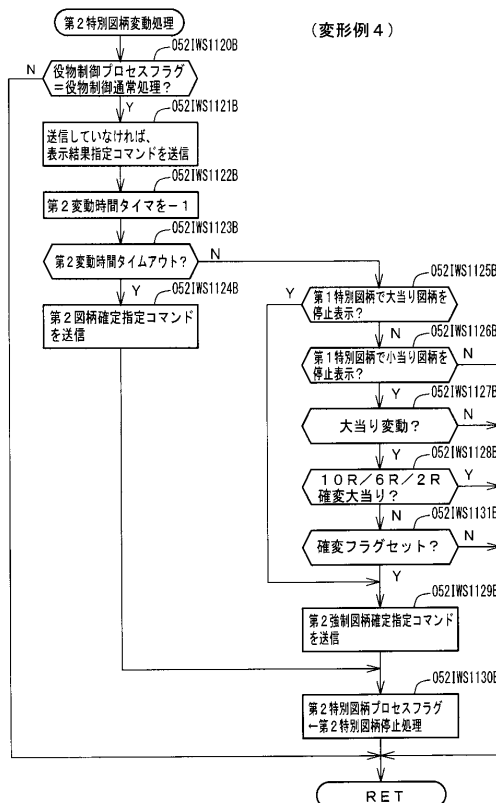 第2特別図柄変動処理
（変形例4）
052IWS1120B
役物制御プロセスフラグ
＝役物制御通常処理？
N
Y
052IWS1121B
送信していなければ、
表示結果指定コマンドを送信
052IWS1122B
第2変動時間タイマを－1
052IWS1123B
第2変動時間タイムアウト？
N
Y
052IWS1124B
第2図柄確定指定コマンド
を送信
052IWS1125B
第1特別図柄で大当り図柄を
停止表示？
Y
N
052IWS1126B
第1特別図柄で小当り図柄を
停止表示？
N
Y
052IWS1127B
大当り変動？
N
Y
052IWS1128B
10R／6R／2R
確変大当り？
Y
N
052IWS1131B
確変フラグセット？
N
Y
052IWS1129B
第2強制図柄確定指定コマンド
を送信
052IWS1130B
第2特別図柄プロセスフラグ
←第2特別図柄停止処理
RET